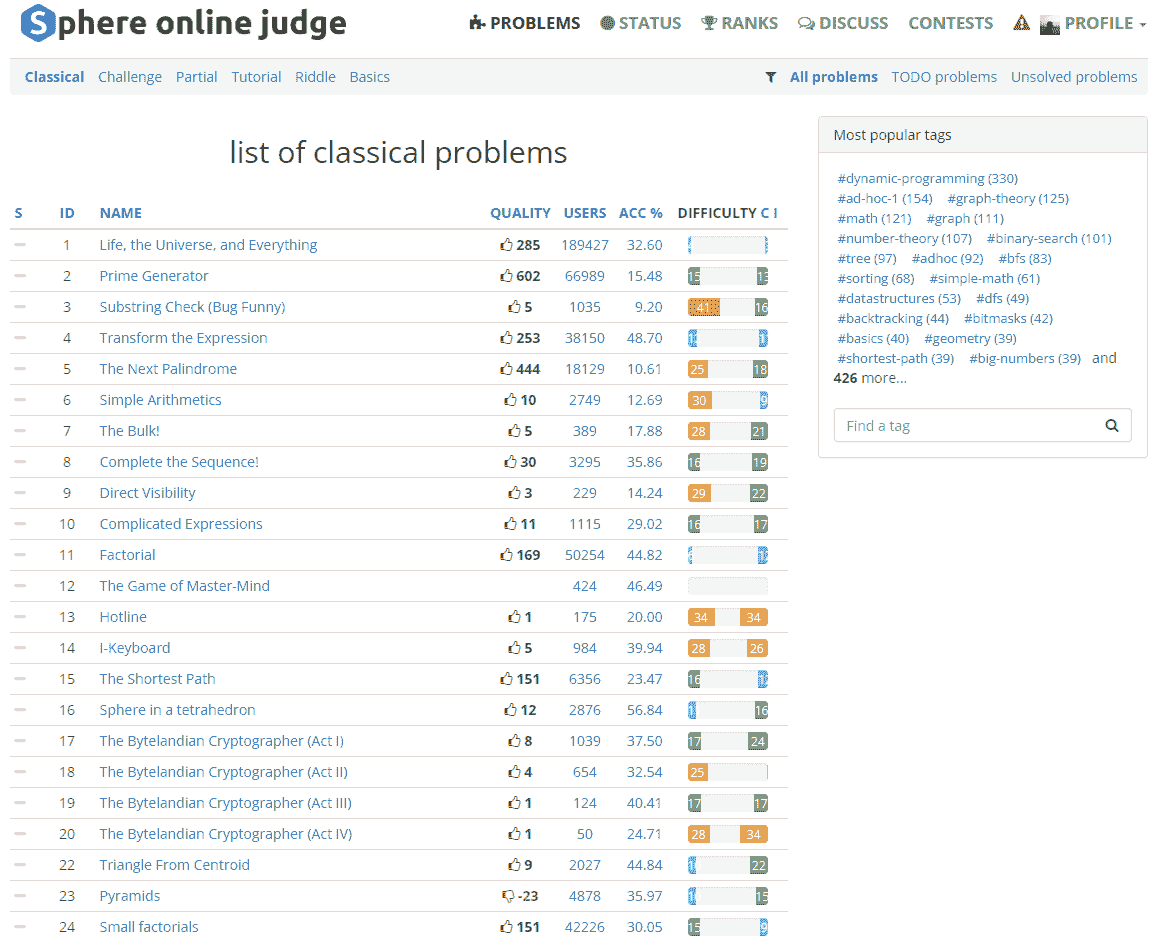 Sphere online judge PROBLEMS STATUS RANKS DISCUSS CONTESTS PROFILE
Classical Challenge Partial Tutorial Riddle Basics All problems TODO problems Unsolved problems
list of classical problems
S ID NAME QUALITY USERS ACC % DIFFICULTY C I
1 Life, the Universe, and Everything 285 189427 32.60
2 Prime Generator 602 66989 15.48 15 13
3 Substring Check (Bug Funny) 5 1035 9.20 41 16
4 Transform the Expression 253 38150 48.70
5 The Next Palindrome 444 18129 10.61 25 18
6 Simple Arithmetics 10 2749 12.69 30 9
7 The Bulk! 5 389 17.88 28 21
8 Complete the Sequence! 30 3295 35.86 16 19
9 Direct Visibility 3 229 14.24 29 22
10 Complicated Expressions 11 1115 29.02 16 17
11 Factorial 169 50254 44.82
12 The Game of Master-Mind 424 46.49
13 Hotline 1 175 20.00 34 34
14 I-Keyboard 5 984 39.94 28 26
15 The Shortest Path 151 6356 23.47 16
16 Sphere in a tetrahedron 12 2876 56.84 16
17 The Bytelandian Cryptographer (Act I) 8 1039 37.50 17 24
18 The Bytelandian Cryptographer (Act II) 4 654 32.54 25
19 The Bytelandian Cryptographer (Act III) 1 124 40.41 17 17
20 The Bytelandian Cryptographer (Act IV) 1 50 24.71 28 34
22 Triangle From Centroid 9 2027 44.84 22
23 Pyramids -23 4878 35.97 15
24 Small factorials 151 42226 30.05 15 9
Most popular tags
#dynamic-programming (330)
#ad-hoc-1 (154) #graph-theory (125)
#math (121) #graph (111)
#number-theory (107) #binary-search (101)
#tree (97) #adhoc (92) #bfs (83)
#sorting (68) #simple-math (61)
#datastructures (53) #dfs (49)
#backtracking (44) #bitmasks (42)
#basics (40) #geometry (39)
#shortest-path (39) #big-numbers (39) and
426 more...
Find a tag